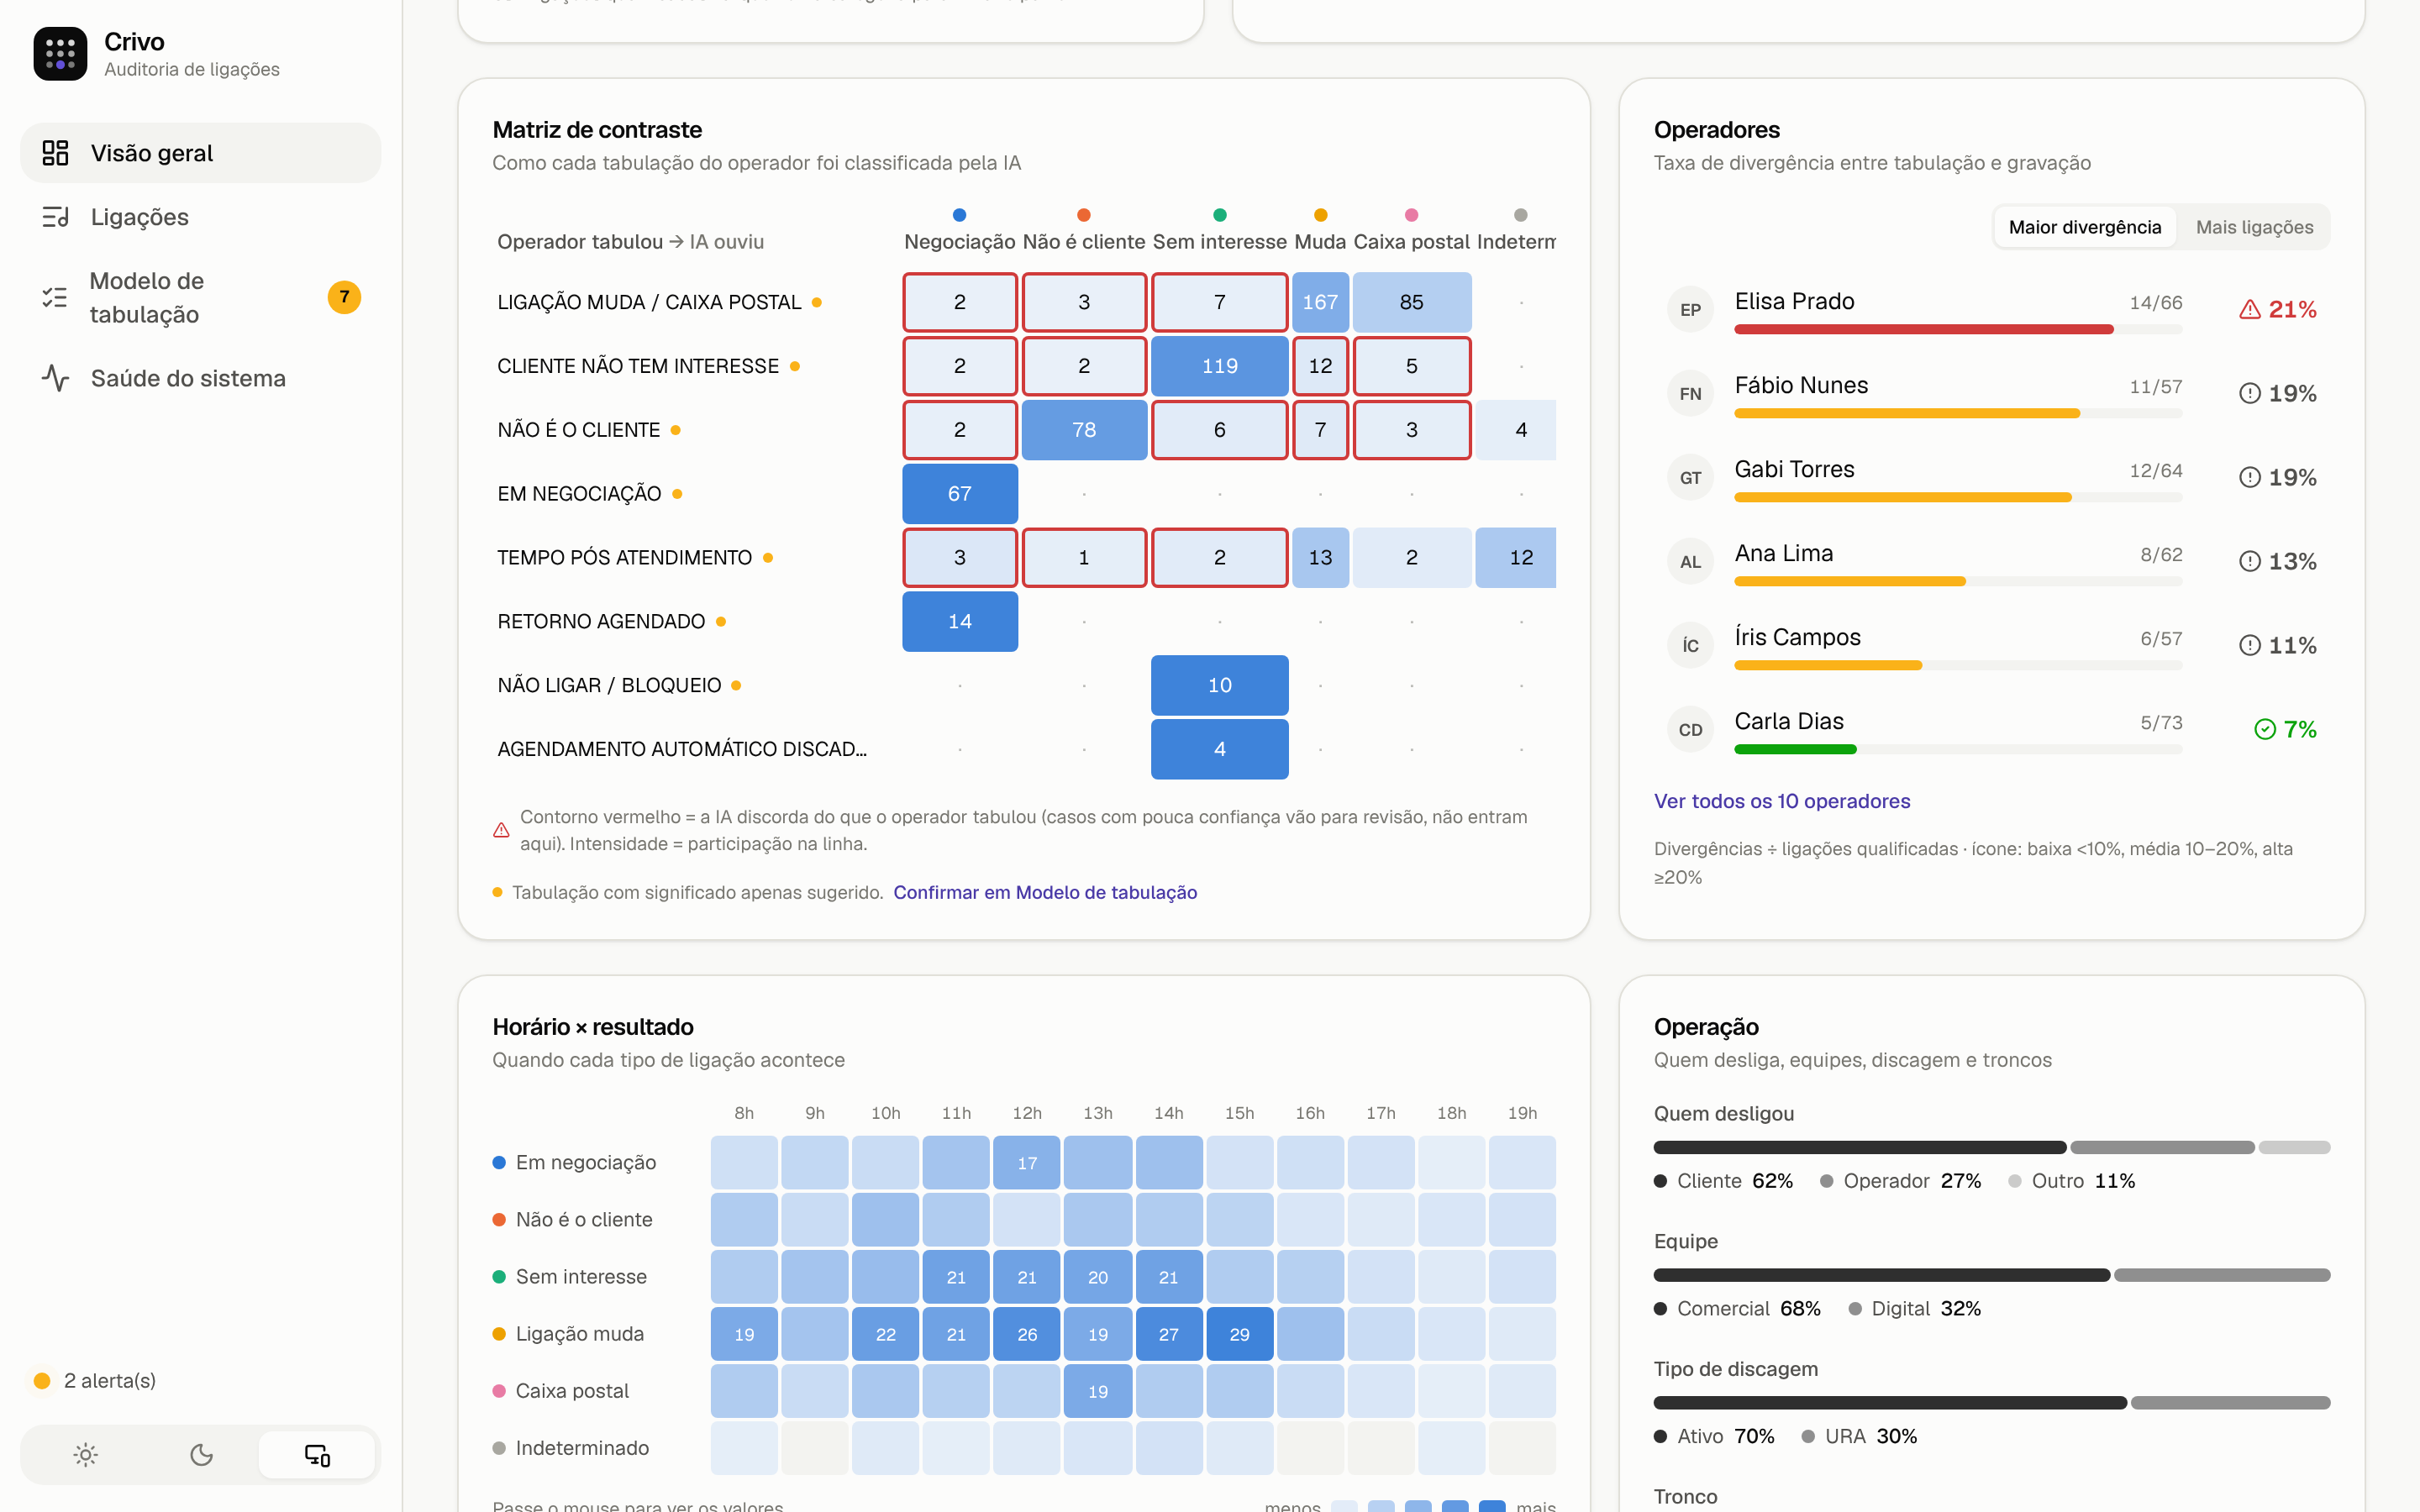 Crivo
Auditoria de ligações
Visão geral
Ligações
Modelo de
tabulação
7
Saúde do sistema
2 alerta(s)
Matriz de contraste
Como cada tabulação do operador foi classificada pela IA
Operador tabulou → IA ouviu Negociação Não é cliente Sem interesse Muda Caixa postal Indeterm
LIGAÇÃO MUDA / CAIXA POSTAL 2 3 7 167 85 ·
CLIENTE NÃO TEM INTERESSE 2 2 119 12 5 ·
NÃO É O CLIENTE 2 78 6 7 3 4
EM NEGOCIAÇÃO 67 · · · · ·
TEMPO PÓS ATENDIMENTO 3 1 2 13 2 12
RETORNO AGENDADO 14 · · · · ·
NÃO LIGAR / BLOQUEIO · · 10 · · ·
AGENDAMENTO AUTOMÁTICO DISCAD... · · 4 · · ·
Contorno vermelho = a IA discorda do que o operador tabulou (casos com pouca confiança vão para revisão, não entram
aqui). Intensidade = participação na linha.
Tabulação com significado apenas sugerido. Confirmar em Modelo de tabulação
Operadores
Taxa de divergência entre tabulação e gravação
Maior divergência Mais ligações
EP Elisa Prado 14/66 21%
FN Fábio Nunes 11/57 19%
GT Gabi Torres 12/64 19%
AL Ana Lima 8/62 13%
ÍC Íris Campos 6/57 11%
CD Carla Dias 5/73 7%
Ver todos os 10 operadores
Divergências ÷ ligações qualificadas · ícone: baixa <10%, média 10–20%, alta
≥20%
Horário × resultado
Quando cada tipo de ligação acontece
8h 9h 10h 11h 12h 13h 14h 15h 16h 17h 18h 19h
Em negociação 17
Não é o cliente
Sem interesse 21 21 20 21
Ligação muda 19 22 21 26 19 27 29
Caixa postal 19
Indeterminado
Passe o mouse para ver os valores menos mais
Operação
Quem desliga, equipes, discagem e troncos
Quem desligou
Cliente 62% Operador 27% Outro 11%
Equipe
Comercial 68% Digital 32%
Tipo de discagem
Ativo 70% URA 30%
Tronco